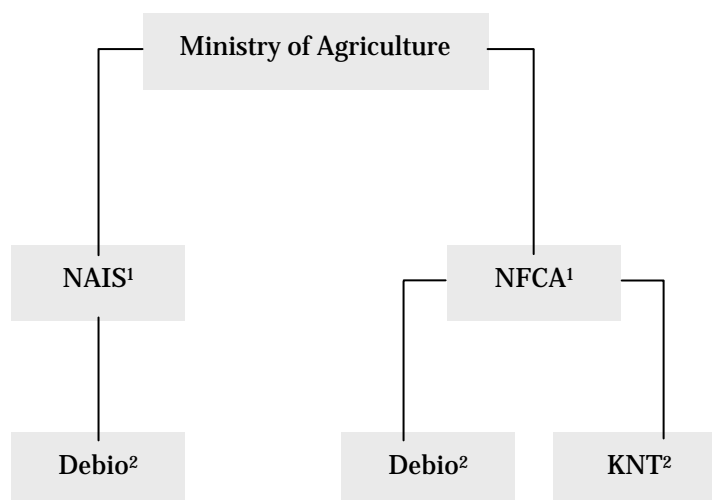 Ministry of Agriculture
NAIS¹
NFCA¹
Debio²
Debio²
KNT²